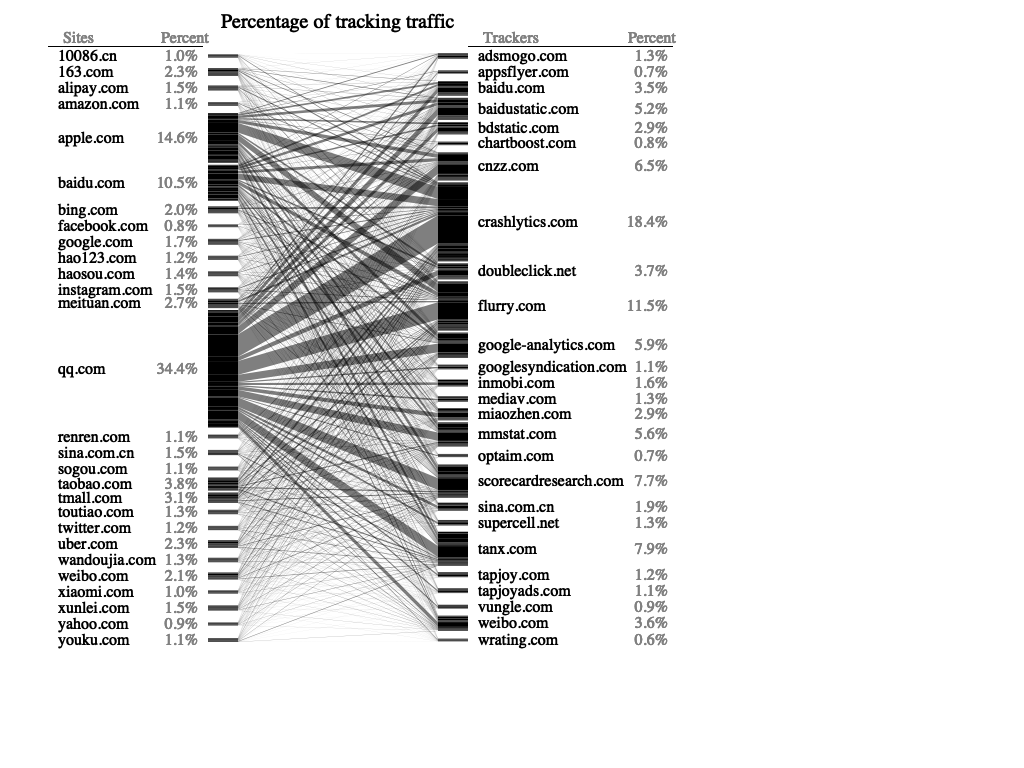 Percentage of tracking traffic
Sites Percent
10086.cn 1.0%
163.com 2.3%
alipay.com 1.5%
amazon.com 1.1%
apple.com 14.6%
baidu.com 10.5%
bing.com 2.0%
facebook.com 0.8%
google.com 1.7%
hao123.com 1.2%
haosou.com 1.4%
instagram.com 1.5%
meituan.com 2.7%
qq.com 34.4%
renren.com 1.1%
sina.com.cn 1.5%
sogou.com 1.1%
taobao.com 3.8%
tmall.com 3.1%
toutiao.com 1.3%
twitter.com 1.2%
uber.com 2.3%
wandoujia.com 1.3%
weibo.com 2.1%
xiaomi.com 1.0%
xunlei.com 1.5%
yahoo.com 0.9%
youku.com 1.1%
Trackers Percent
adsmogo.com 1.3%
appsflyer.com 0.7%
baidu.com 3.5%
baidustatic.com 5.2%
bdstatic.com 2.9%
chartboost.com 0.8%
cnzz.com 6.5%
crashlytics.com 18.4%
doubleclick.net 3.7%
flurry.com 11.5%
google-analytics.com 5.9%
googlesyndication.com 1.1%
inmobi.com 1.6%
mediav.com 1.3%
miaozhen.com 2.9%
mmstat.com 5.6%
optaim.com 0.7%
scorecardresearch.com 7.7%
sina.com.cn 1.9%
supercell.net 1.3%
tanx.com 7.9%
tapjoy.com 1.2%
tapjoyads.com 1.1%
vungle.com 0.9%
weibo.com 3.6%
wrating.com 0.6%